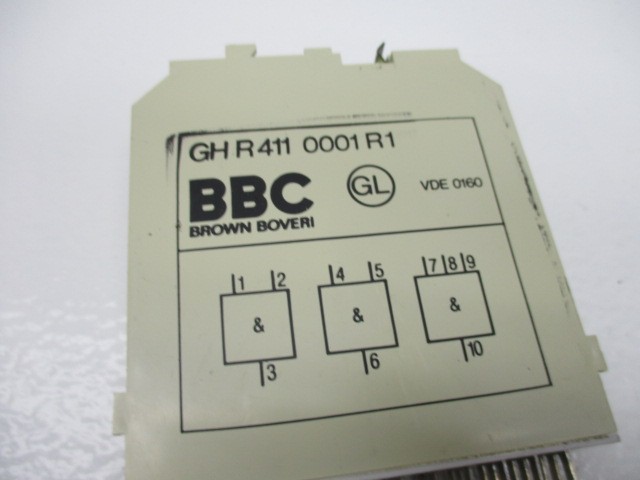 GH R 411 0001 R1
BBC GL VDE 0160
BROWN BOVERI
1 2 4 5 7 8 9
& & &
3 6 10